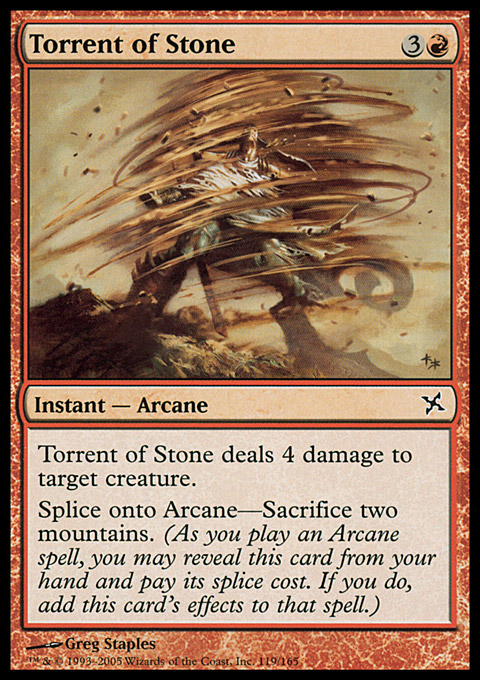 Torrent of Stone 3
Instant — Arcane
Torrent of Stone deals 4 damage to
target creature.
Splice onto Arcane—Sacrifice two
mountains. (As you play an Arcane
spell, you may reveal this card from your
hand and pay its splice cost. If you do,
add this card's effects to that spell.)
Greg Staples
™ & © 1993–2005 Wizards of the Coast, Inc. 119/165